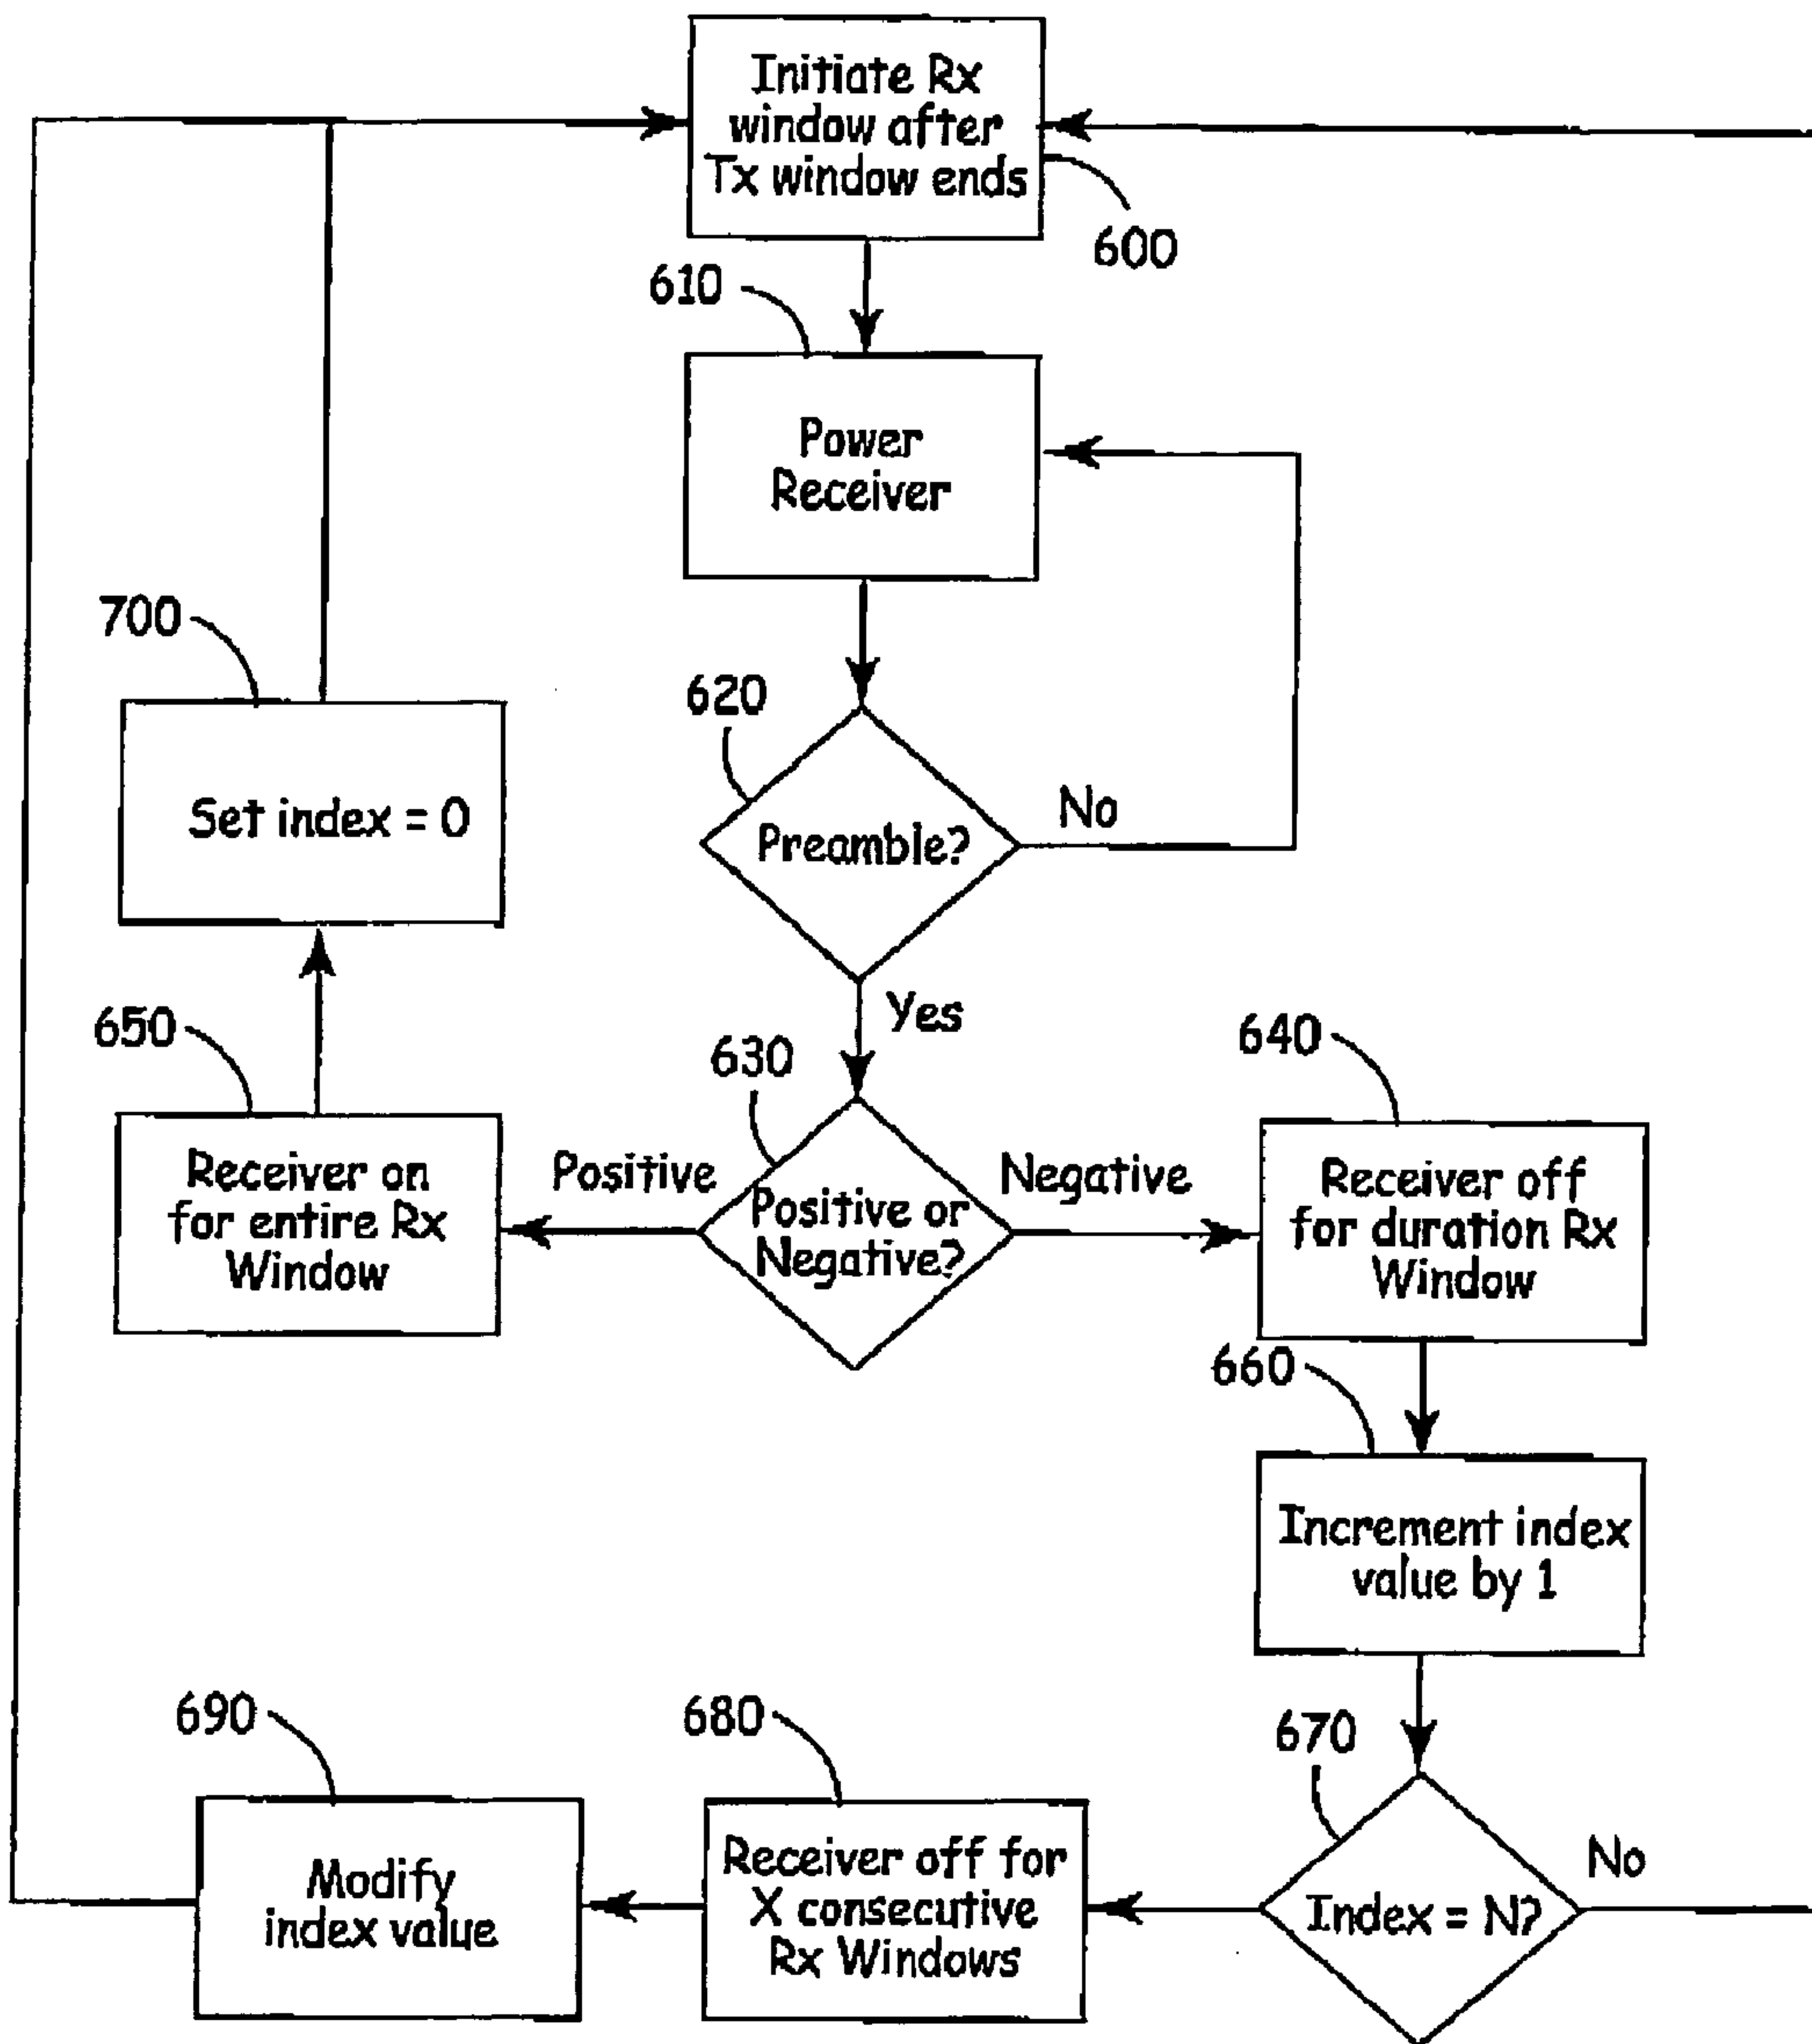 Initiate Rx
window after
Tx window ends
600
610
Power
Receiver
700
Set index = 0
620
Preamble?
No
Yes
650
630
640
Receiver on
for entire Rx
Window
Positive
Positive or
Negative?
Negative
Receiver off
for duration Rx
Window
660
Increment index
value by 1
690
680
670
Modify
index value
Receiver off for
X consecutive
Rx Windows
Index = N?
No